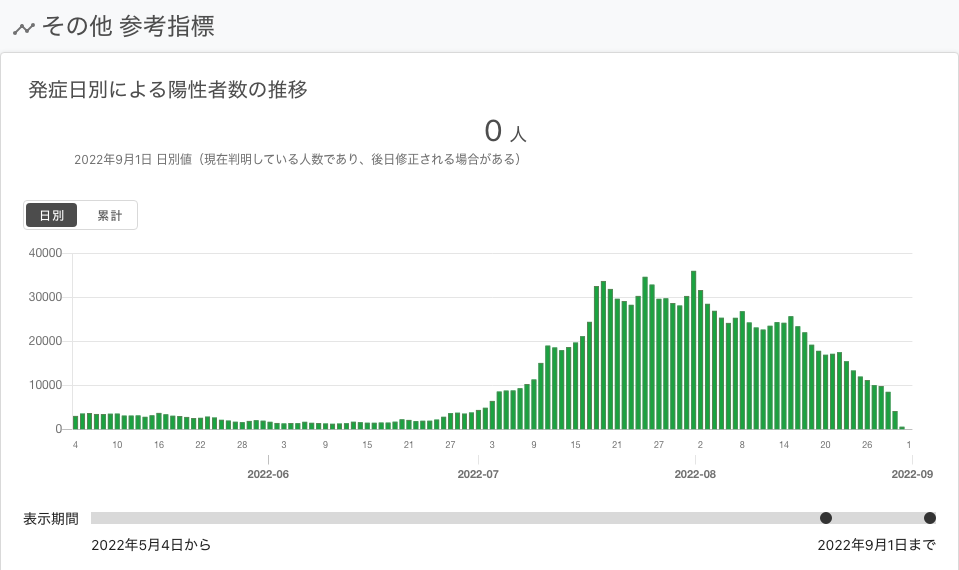 その他 参考指標
発症日別による陽性者数の推移
0 人
2022年9月1日 日別値（現在判明している人数であり、後日修正される場合がある）
日別 累計
40000
30000
20000
10000
0
4 10 16 22 28 3 9 15 21 27 3 9 15 21 27 2 8 14 20 26 1
2022-06 2022-07 2022-08 2022-09
表示期間
2022年5月4日から 2022年9月1日まで